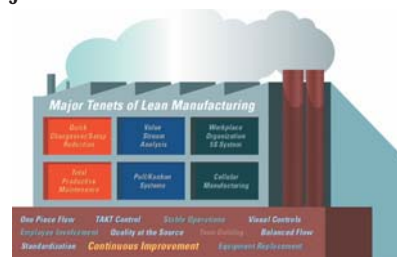 Major Tenets of Lean Manufacturing
Quick
Changeover/Setup
Reduction
Value
Stream
Analysis
Workplace
Organization
5S System
Total
Productive
Maintenance
Pull/Kanban
Systems
Cellular
Manufacturing
One Piece Flow TAKT Control Stable Operations Visual Controls
Employee Involvement Quality at the Source Team Building Balanced Flow
Standardization Continuous Improvement Equipment Replacement